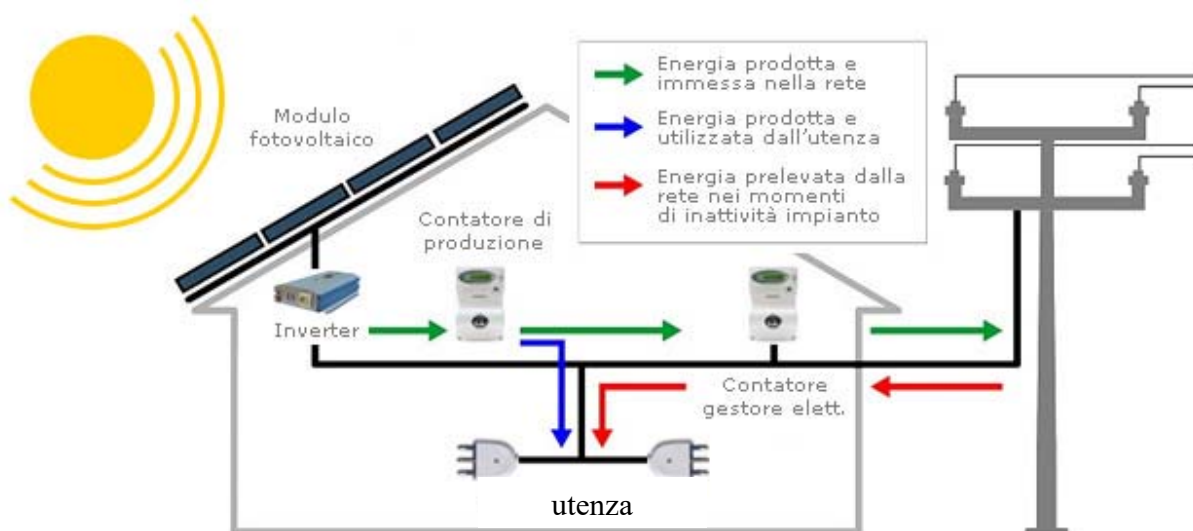 Energia prodotta e
immessa nella rete
Energia prodotta e
utilizzata dall'utenza
Energia prelevata dalla
rete nei momenti
di inattività impianto
Modulo
fotovoltaico
Contatore di
produzione
Inverter
Contatore
gestore elett.
utenza